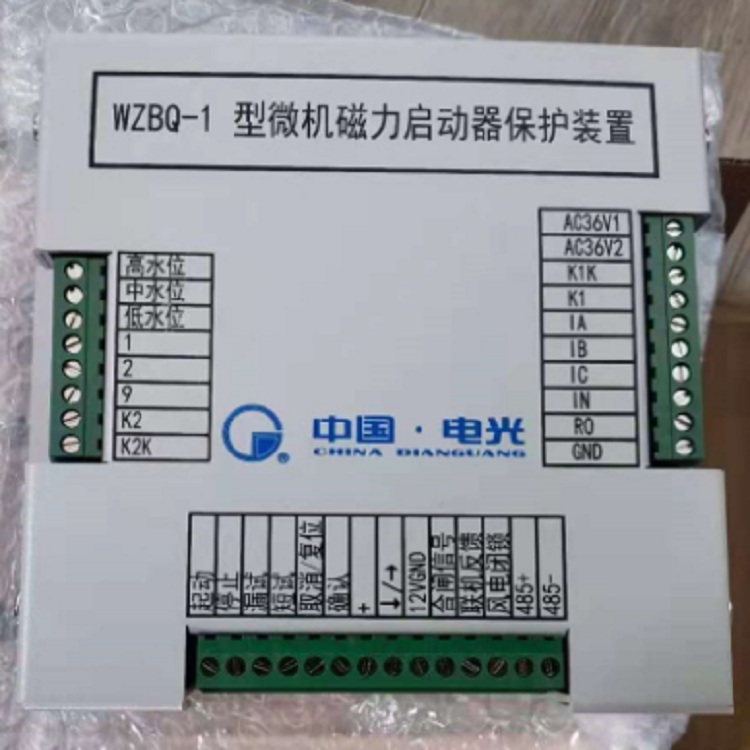 WZBQ-1 型微机磁力启动器保护装置
高水位
中水位
低水位
1
2
9
K2
K2K
AC36V1
AC36V2
K1K
K1
IA
IB
IC
IN
RO
GND
中国·电光
CHINA DIANGUANG
®
起动
停止
漏试
短试
取消/复位
确认
+
↓/→
12VGND
合闸信号
联机反馈
风电闭锁
485+
485-